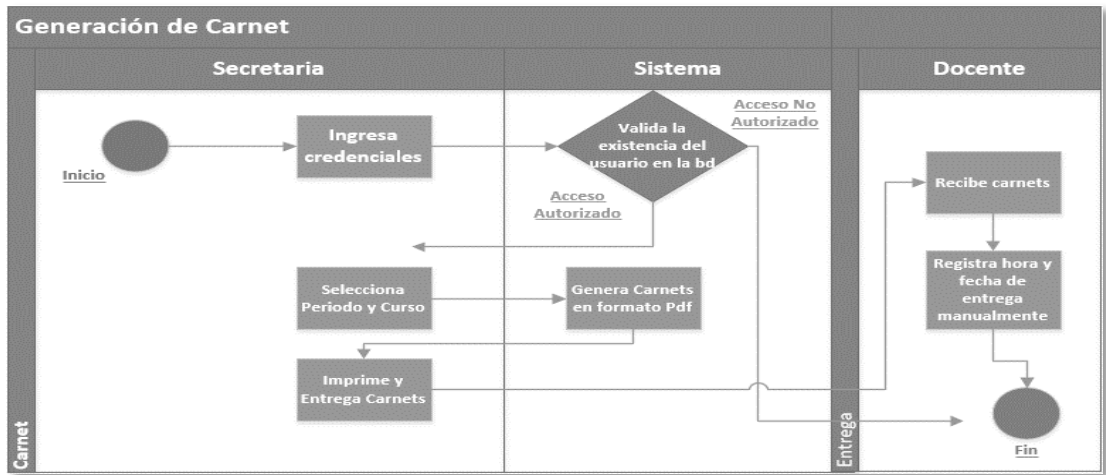 Generación de Carnet
Secretaria
Sistema
Docente
Carnet
Entrega
Inicio
Ingresa
credenciales
Valida la
existencia del
usuario en la bd
Acceso No
Autorizado
Acceso
Autorizado
Recibe carnets
Selecciona
Periodo y Curso
Genera Carnets
en formato Pdf
Registra hora y
fecha de
entrega
manualmente
Imprime y
Entrega Carnets
Fin